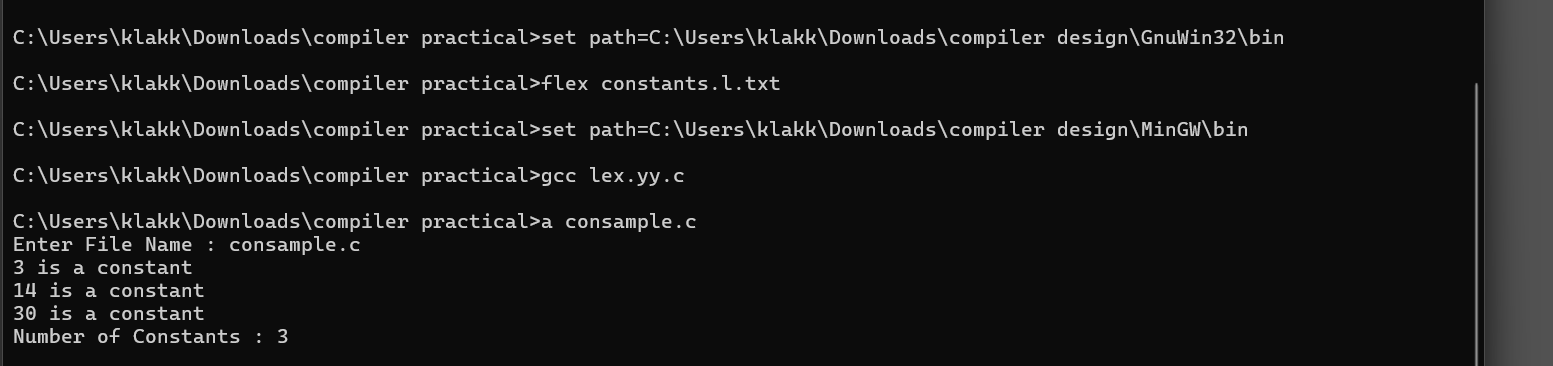 C:\Users\klakk\Downloads\compiler practical>set path=C:\Users\klakk\Downloads\compiler design\GnuWin32\bin
C:\Users\klakk\Downloads\compiler practical>flex constants.l.txt
C:\Users\klakk\Downloads\compiler practical>set path=C:\Users\klakk\Downloads\compiler design\MinGW\bin
C:\Users\klakk\Downloads\compiler practical>gcc lex.yy.c
C:\Users\klakk\Downloads\compiler practical>a consample.c
Enter File Name : consample.c
3 is a constant
14 is a constant
30 is a constant
Number of Constants : 3